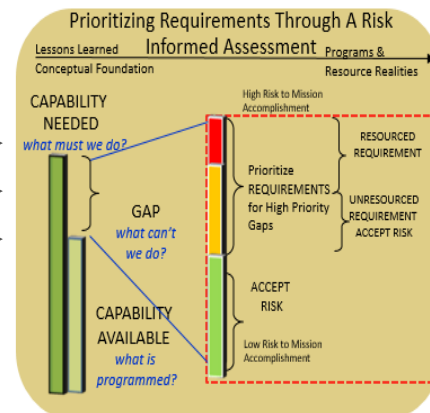 Prioritizing Requirements Through A Risk
Lessons Learned Informed Assessment Programs &
Conceptual Foundation Resource Realities
CAPABILITY
NEEDED
what must we do?
GAP
what can't
we do?
CAPABILITY
AVAILABLE
what is
programmed?
High Risk to Mission
Accomplishment
Prioritize
REQUIREMENTS
for High Priority
Gaps
ACCEPT
RISK
Low Risk to Mission
Accomplishment
RESOURCED
REQUIREMENT
UNRESOURCED
REQUIREMENT
ACCEPT RISK